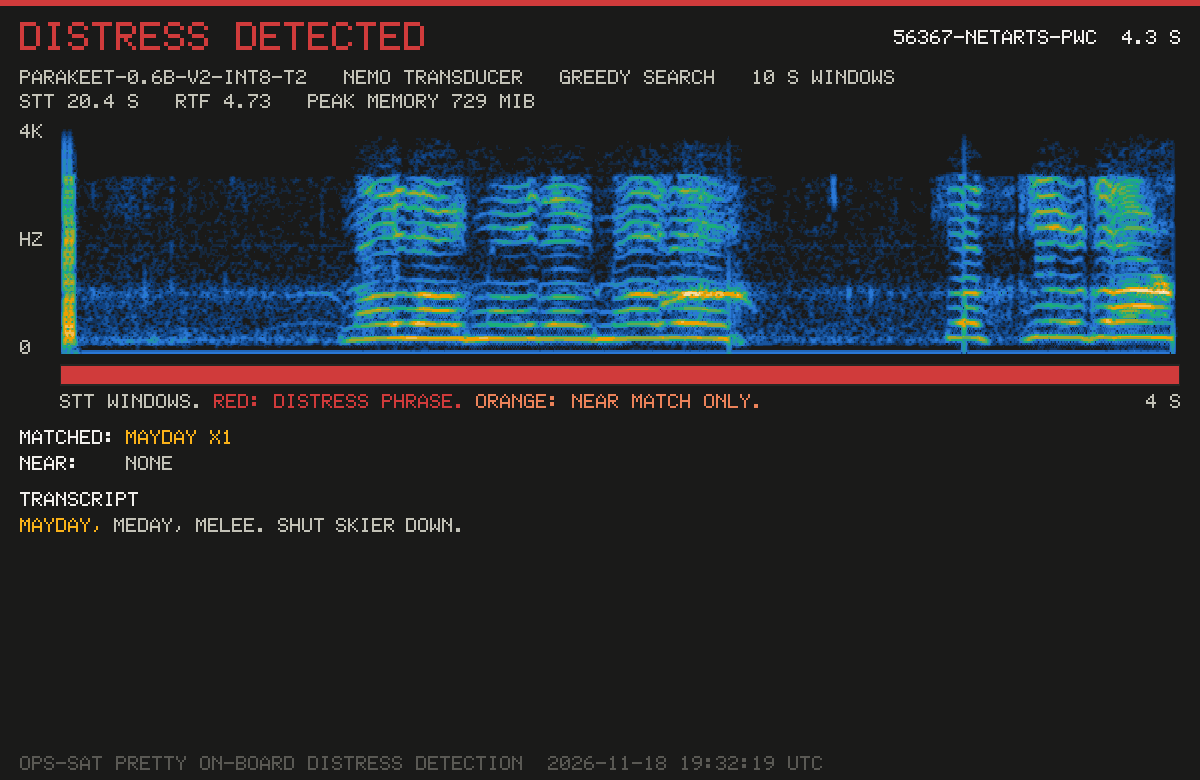 DISTRESS DETECTED
56367-NETARTS-PWC 4.3 S
PARAKEET-0.6B-V2-INT8-T2 NEMO TRANSDUCER GREEDY SEARCH 10 S WINDOWS
STT 20.4 S RTF 4.73 PEAK MEMORY 729 MIB
4K
HZ
0
STT WINDOWS. RED: DISTRESS PHRASE. ORANGE: NEAR MATCH ONLY. 4 S
MATCHED: MAYDAY X1
NEAR: NONE
TRANSCRIPT
MAYDAY, MEDAY, MELEE. SHUT SKIER DOWN.
OPS-SAT PRETTY ON-BOARD DISTRESS DETECTION 2026-11-18 19:32:19 UTC